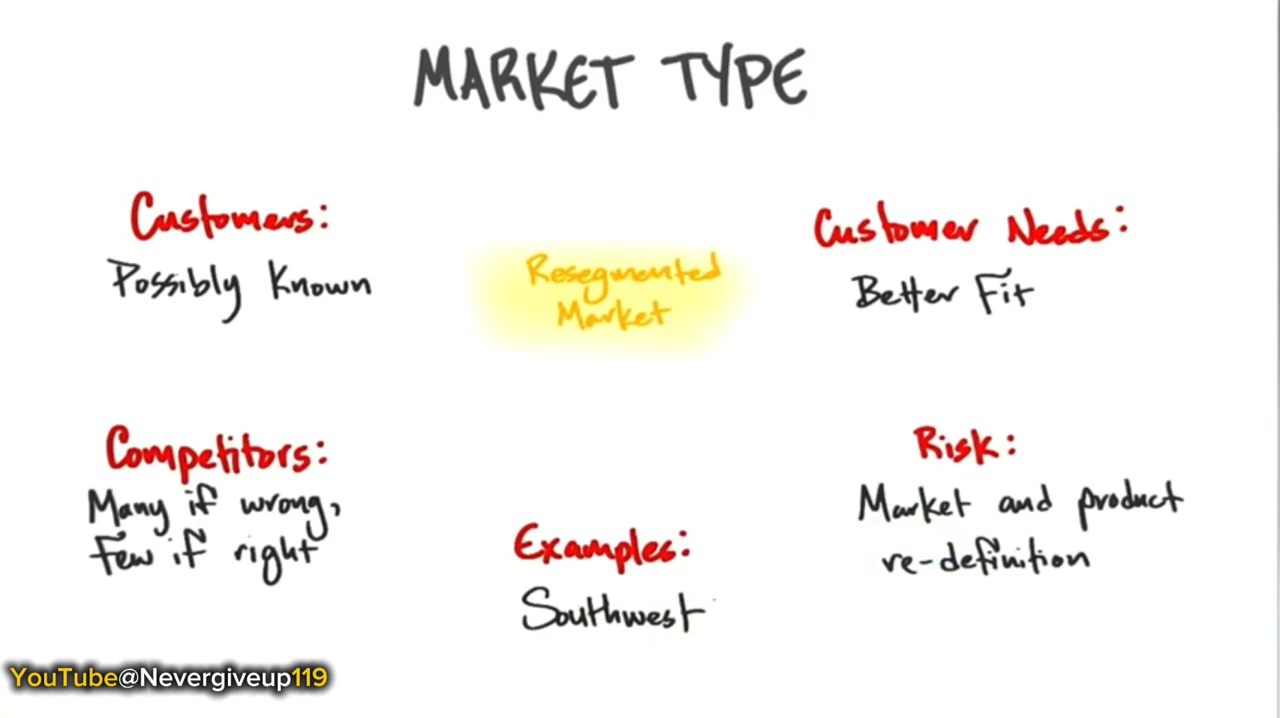 MARKET TYPE
Customers:
Possibly Known
Resegmented
Market
Customer Needs:
Better Fit
Competitors:
Many if wrong,
Few if right
Examples:
Southwest
Risk:
Market and product
re-definition
YouTube@Nevergiveup119